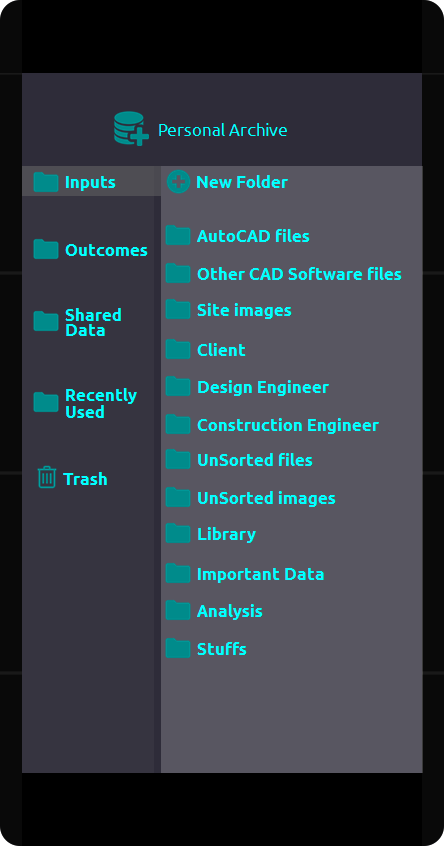 Personal Archive
Inputs
Outcomes
Shared
Data
Recently
Used
Trash
New Folder
AutoCAD files
Other CAD Software files
Site images
Client
Design Engineer
Construction Engineer
UnSorted files
UnSorted images
Library
Important Data
Analysis
Stuffs